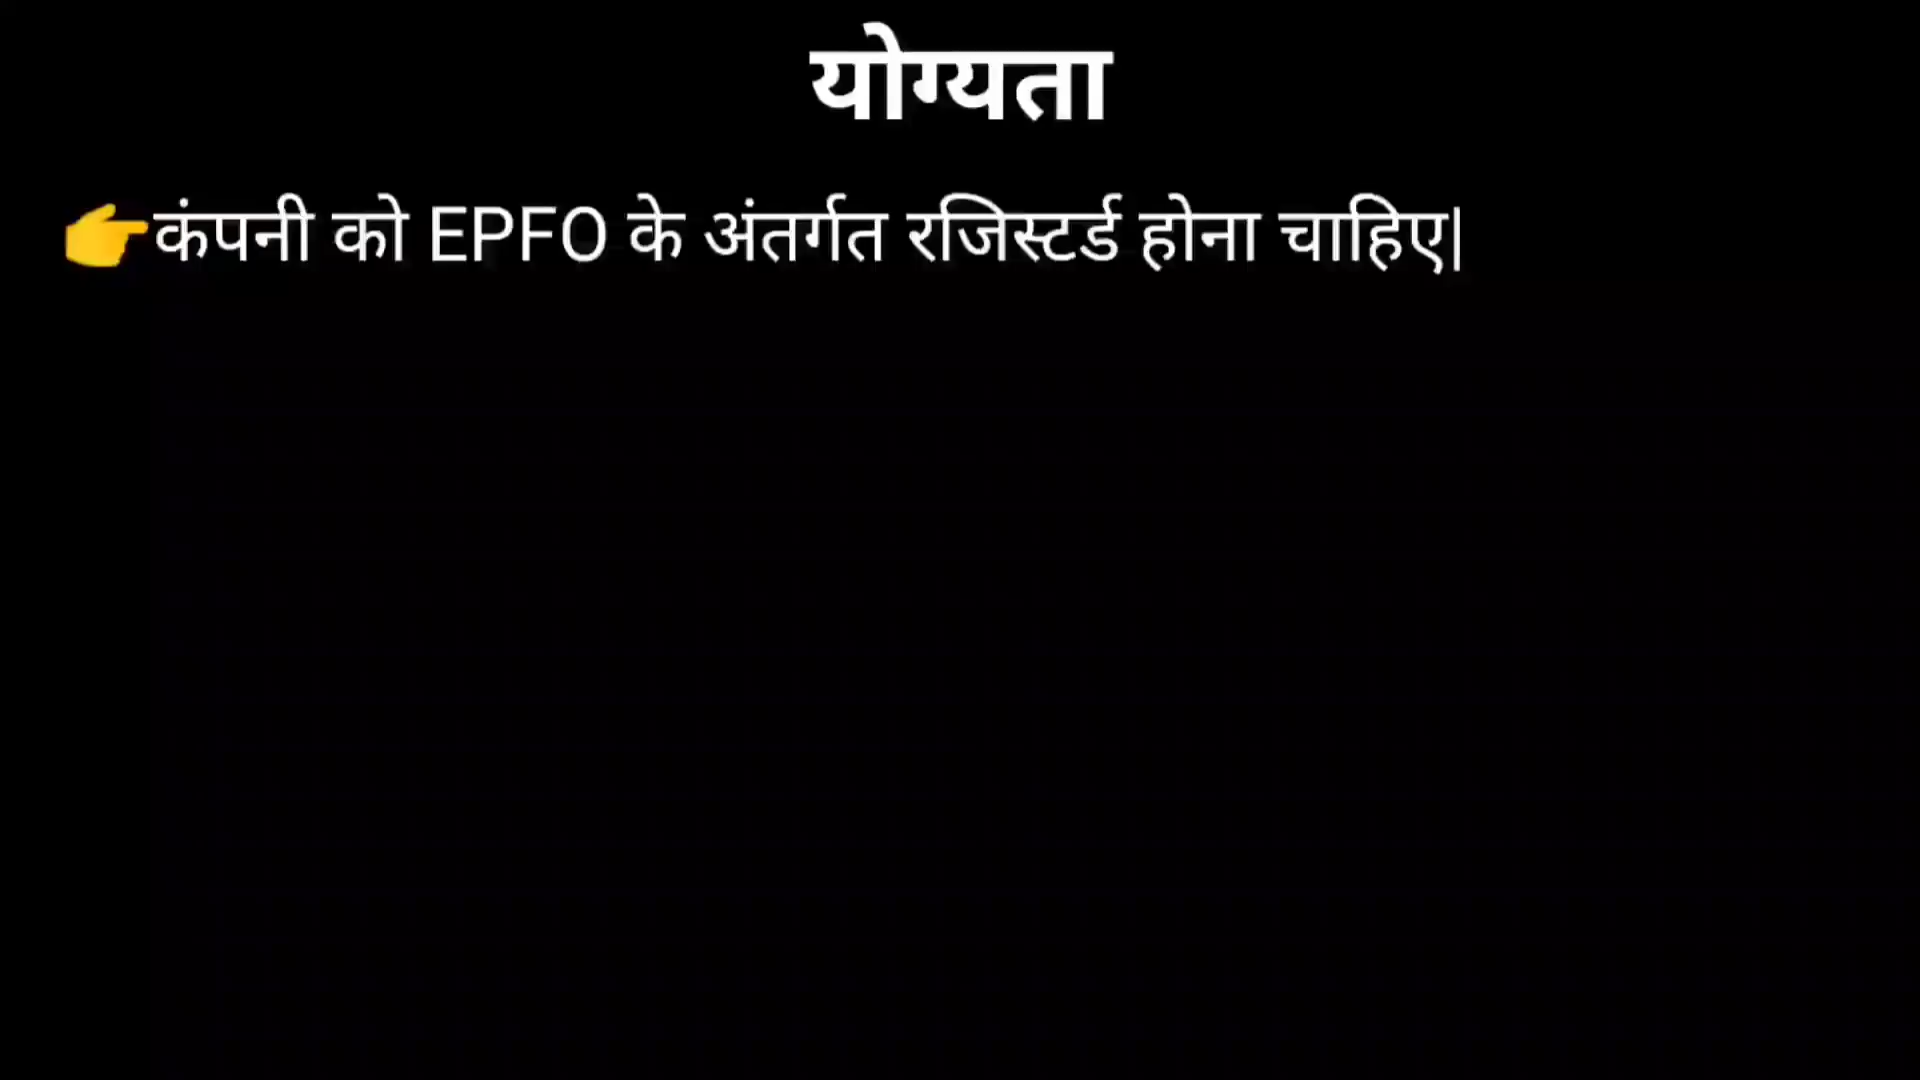 योग्यता
👉कंपनी को EPFO के अंतर्गत रजिस्टर्ड होना चाहिए|